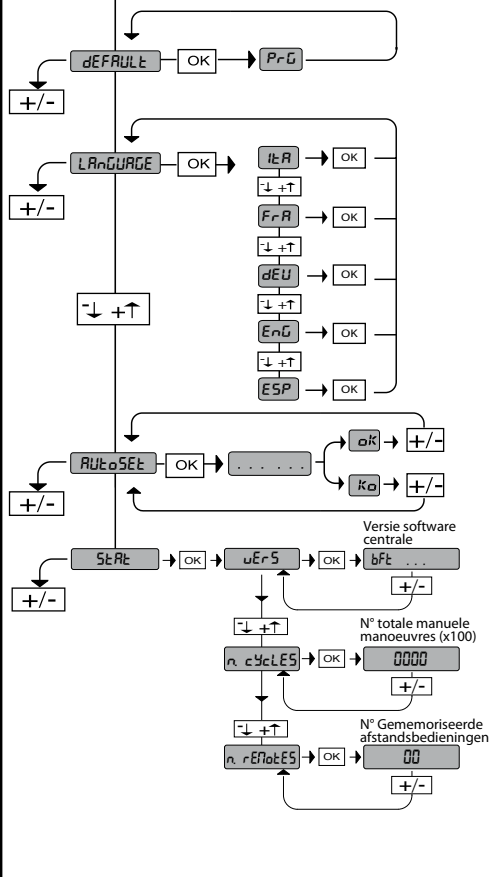 dEFAULt OK PrG
+/-
LAnGUAGE OK ItA OK
-↓ +↑
+/-
FrA OK
-↓ +↑
dEU OK
-↓ +↑
-↓ +↑
EnG OK
-↓ +↑
ESP OK
oK +/-
AUtoSEt OK . . . . . .
Ko +/-
+/-
Versie software
centrale
StAt OK vErS OK bFt ...
+/-
+/-
-↓ +↑
N° totale manuele
manoeuvres (x100)
n. cYcLES OK 0000
+/-
-↓ +↑
N° Gememoriseerde
afstandsbedieningen
n. rEMotES OK 00
+/-